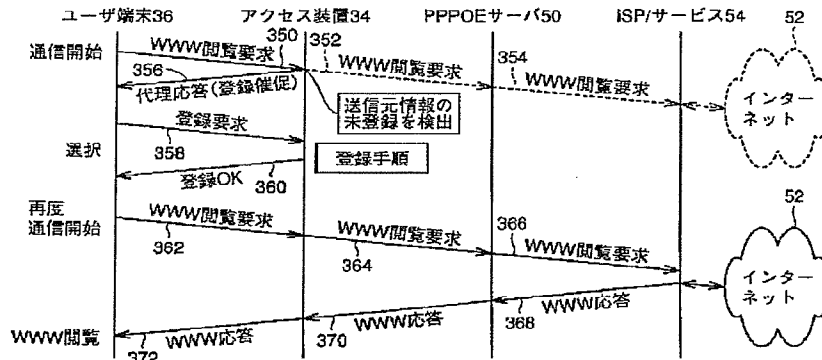 ユーザ端末36 アクセス装置34 PPPOEサーバ50 iSP/サービス54
52
通信開始
WWW閲覧要求 350
352 WWW閲覧要求
354 WWW閲覧要求
356
代理応答(登録催促)
送信元情報の
未登録を検出
インター
ネット
登録要求
358
選択
登録手順
登録OK 360
再度
通信開始
52
WWW閲覧要求
362
WWW閲覧要求
364
366
WWW閲覧要求
インター
ネット
WWW応答 368
370 WWW応答
WWW閲覧
372 WWW応答